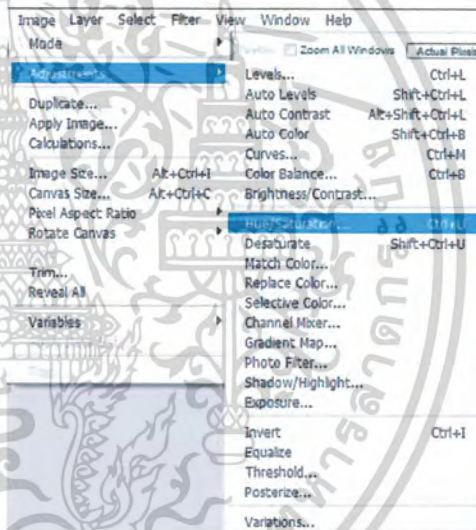 Image Layer Select Filter View Window Help
Mode
Adjustments
Duplicate...
Apply Image...
Calculations...
Image Size... Alt+Ctrl+I
Canvas Size... Alt+Ctrl+C
Pixel Aspect Ratio
Rotate Canvas
Trim...
Reveal All
Variables
Zoom All Windows Actual Pixels
Levels... Ctrl+L
Auto Levels Shift+Ctrl+L
Auto Contrast Alt+Shift+Ctrl+L
Auto Color Shift+Ctrl+B
Curves... Ctrl+M
Color Balance... Ctrl+B
Brightness/Contrast...
Hue/Saturation... Ctrl+U
Desaturate Shift+Ctrl+U
Match Color...
Replace Color...
Selective Color...
Channel Mixer...
Gradient Map...
Photo Filter...
Shadow/Highlight...
Exposure...
Invert Ctrl+I
Equalize
Threshold...
Posterize...
Variations...